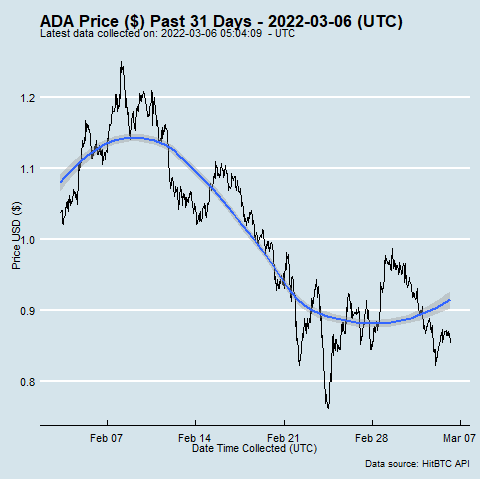 ADA Price ($) Past 31 Days - 2022-03-06 (UTC)
Latest data collected on: 2022-03-06 05:04:09 - UTC
1.2
1.1
1.0
0.9
0.8
Price USD ($)
Feb 07 Feb 14 Feb 21 Feb 28 Mar 07
Date Time Collected (UTC)
Data source: HitBTC API